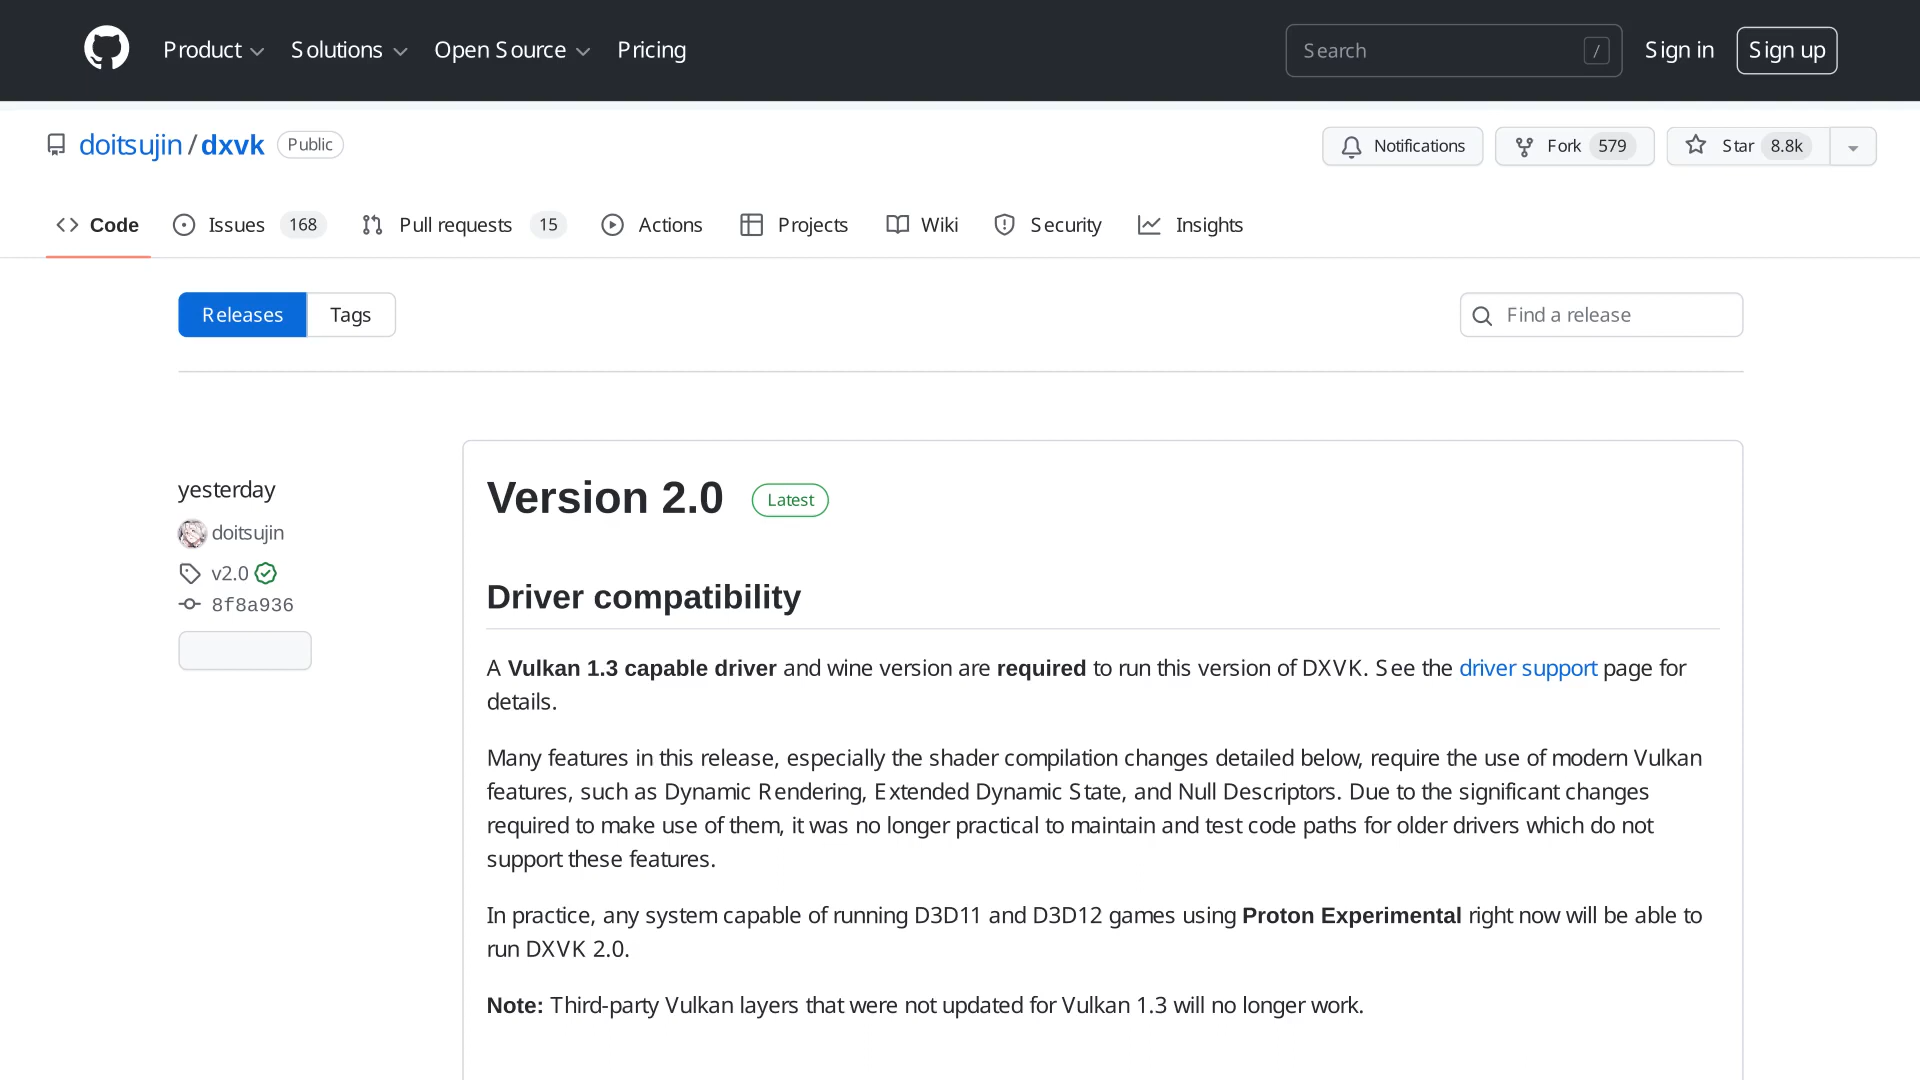 Product Solutions Open Source Pricing Search / Sign in Sign up
doitsujin / dxvk Public Notifications Fork 579 Star 8.8k
Code Issues 168 Pull requests 15 Actions Projects Wiki Security Insights
Releases Tags Find a release
yesterday
doitsujin
v2.0
8f8a936
Version 2.0 Latest
Driver compatibility
A Vulkan 1.3 capable driver and wine version are required to run this version of DXVK. See the driver support page for
details.
Many features in this release, especially the shader compilation changes detailed below, require the use of modern Vulkan
features, such as Dynamic Rendering, Extended Dynamic State, and Null Descriptors. Due to the significant changes
required to make use of them, it was no longer practical to maintain and test code paths for older drivers which do not
support these features.
In practice, any system capable of running D3D11 and D3D12 games using Proton Experimental right now will be able to
run DXVK 2.0.
Note: Third-party Vulkan layers that were not updated for Vulkan 1.3 will no longer work.